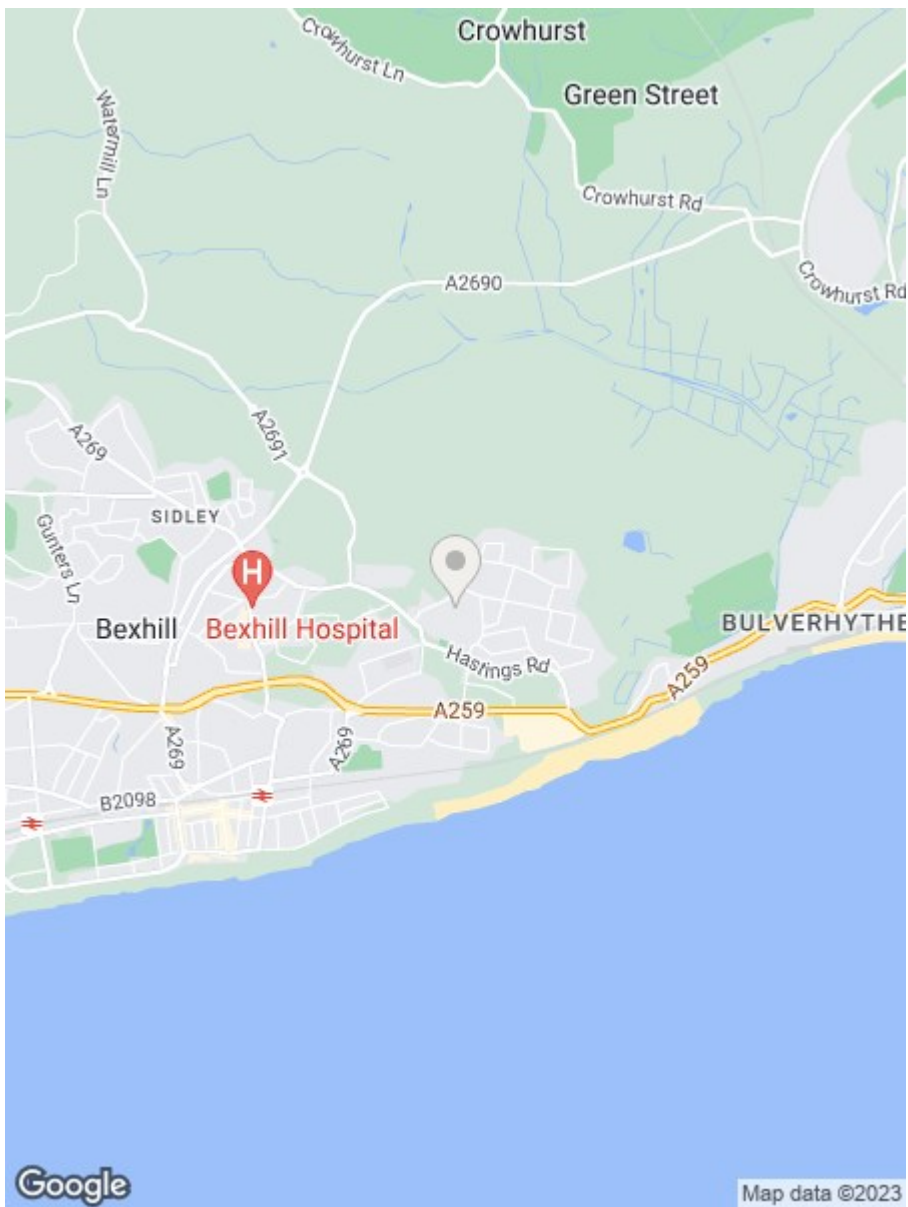 Crowhurst
Crowhurst Ln
Green Street
Watermill Ln
Crowhurst Rd
Crowhurst Rd
A2690
A2691
A269
SIDLEY
Gunters Ln
H
Bexhill
Bexhill Hospital
BULVERHYTHE
Hastings Rd
A259
A259
A269
A269
B2098
Google
Map data ©2023